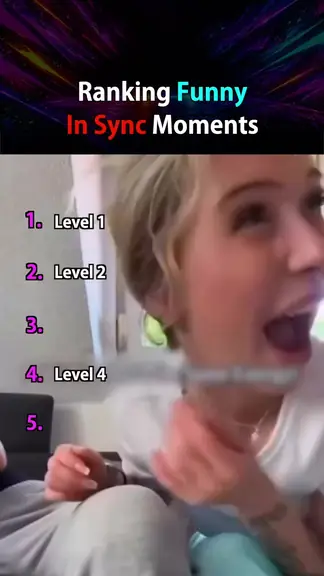 Ranking Funny
In Sync Moments
1. Level 1
2. Level 2
3.
4. Level 4
5.